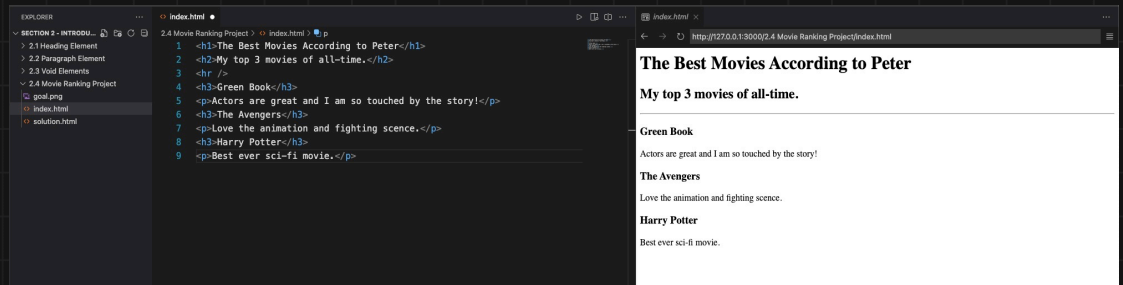 EXPLORER
SECTION 2 - INTRODU...
2.1 Heading Element
2.2 Paragraph Element
2.3 Void Elements
2.4 Movie Ranking Project
goal.png
index.html
solution.html
index.html
2.4 Movie Ranking Project > index.html > p
1 <h1>The Best Movies According to Peter</h1>
2 <h2>My top 3 movies of all-time.</h2>
3 <hr />
4 <h3>Green Book</h3>
5 <p>Actors are great and I am so touched by the story!</p>
6 <h3>The Avengers</h3>
7 <p>Love the animation and fighting scence.</p>
8 <h3>Harry Potter</h3>
9 <p>Best ever sci-fi movie.</p>
index.html
http://127.0.0.1:3000/2.4 Movie Ranking Project/index.html
The Best Movies According to Peter
My top 3 movies of all-time.
Green Book
Actors are great and I am so touched by the story!
The Avengers
Love the animation and fighting scence.
Harry Potter
Best ever sci-fi movie.